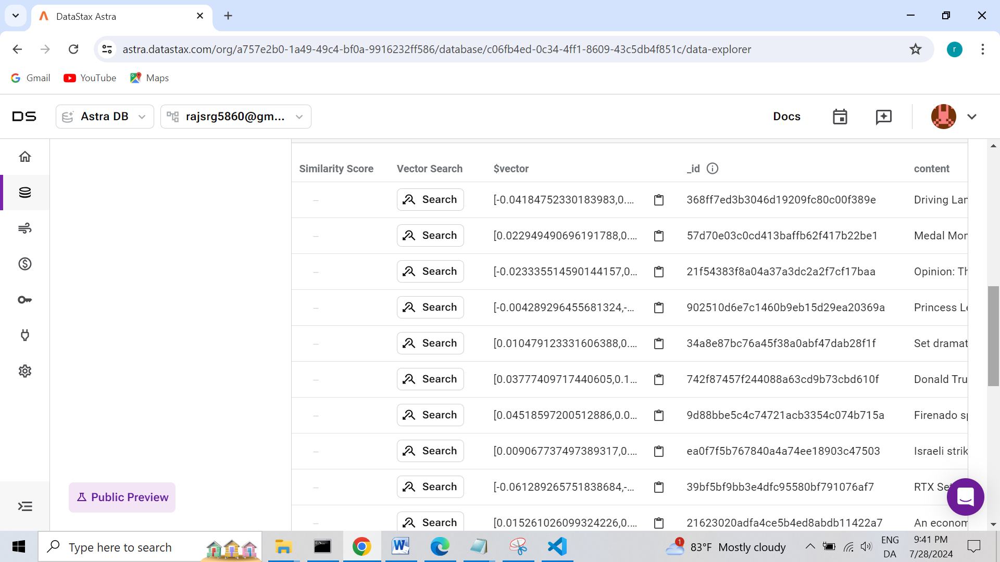 DataStax Astra
astra.datastax.com/org/a757e2b0-1a49-49c4-bf0a-9916232ff586/database/c06fb4ed-0c34-4ff1-8609-43c5db4f851c/data-explorer
r
Gmail YouTube Maps
DS Astra DB rajsrg5860@gm... Docs
Similarity Score Vector Search $vector _id content
– Search [-0.04184752330183983,0.... 368ff7ed3b3046d19209fc80c00f389e Driving Lan
– Search [0.022949490696191788,0.... 57d70e03c0cd413baffb62f417b22be1 Medal Mon
– Search [-0.023335514590144157,0... 21f54383f8a04a37a3dc2a2f7cf17baa Opinion: Th
– Search [-0.004289296455681324,-... 902510d6e7c1460b9eb15d29ea20369a Princess Le
– Search [0.010479123331606388,0.... 34a8e87bc76a45f38a0abf47dab28f1f Set dramat
– Search [0.03777409717440605,0.1... 742f87457f244088a63cd9b73cbd610f Donald Tru
– Search [0.04518597200512886,0.0... 9d88bbe5c4c74721acb3354c074b715a Firenado sp
– Search [0.009067737497389317,0.... ea0f7f5b767840a4a74ee18903c47503 Israeli strik
– Search [-0.061289265751838684,-... 39bf5bf9bb3e4dfc95580bf791076af7 RTX Se
– Search [0.015261026099324226,0.... 21623020adfa4ce5b4ed8abdb11422a7 An econom
Public Preview
Type here to search
1
83°F Mostly cloudy
ENG
DA
9:41 PM
7/28/2024